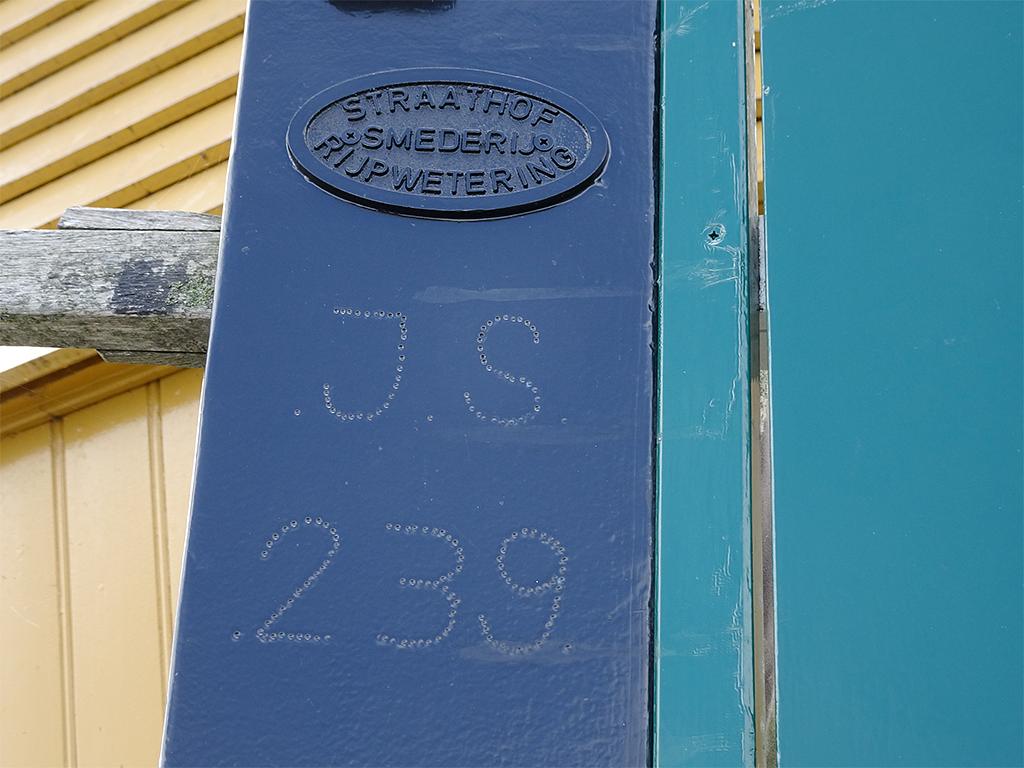 STRAATHOF
SMEDERIJ
RIJPWETERING
.J.S.
.239.